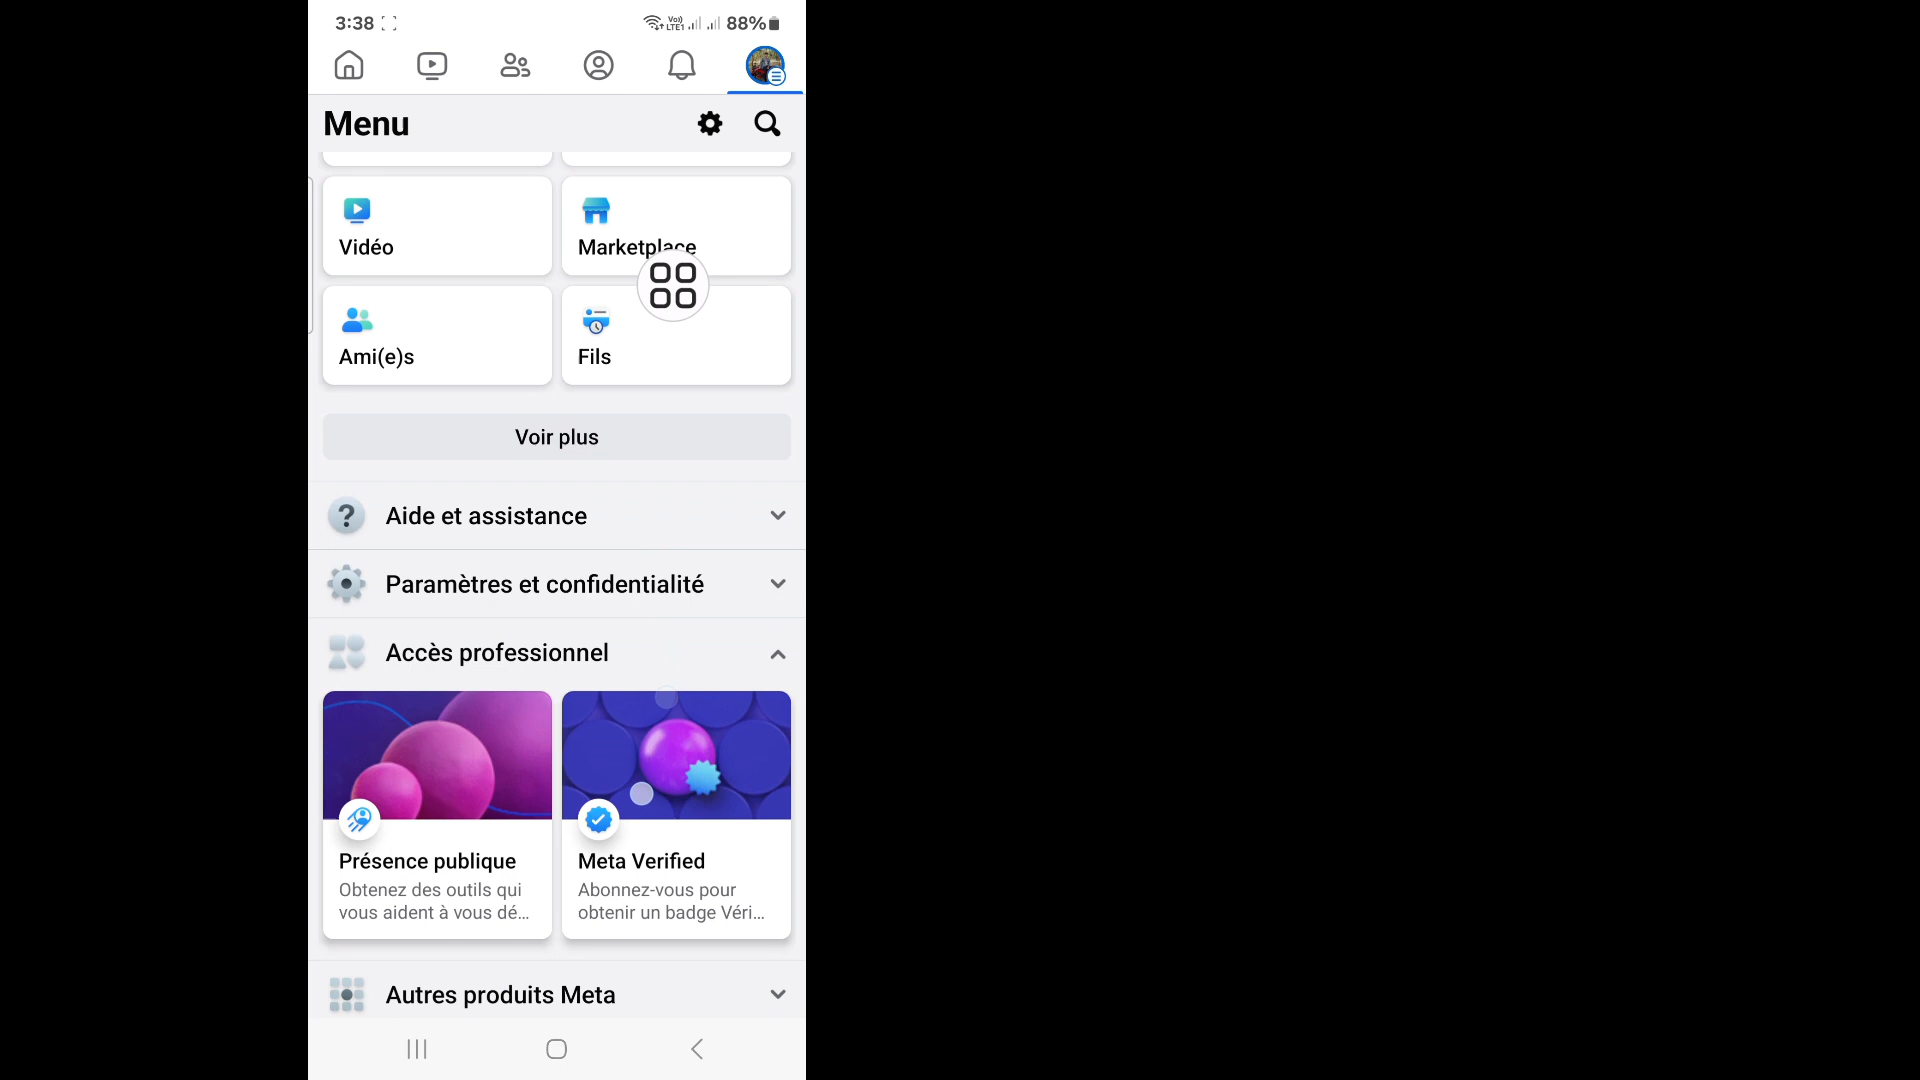 3:38 88%
Vo)) LTE1
Menu
Vidéo
Marketplace
Ami(e)s
Fils
Voir plus
Aide et assistance
Paramètres et confidentialité
Accès professionnel
Présence publique
Obtenez des outils qui
vous aident à vous dé...
Meta Verified
Abonnez-vous pour
obtenir un badge Véri...
Autres produits Meta